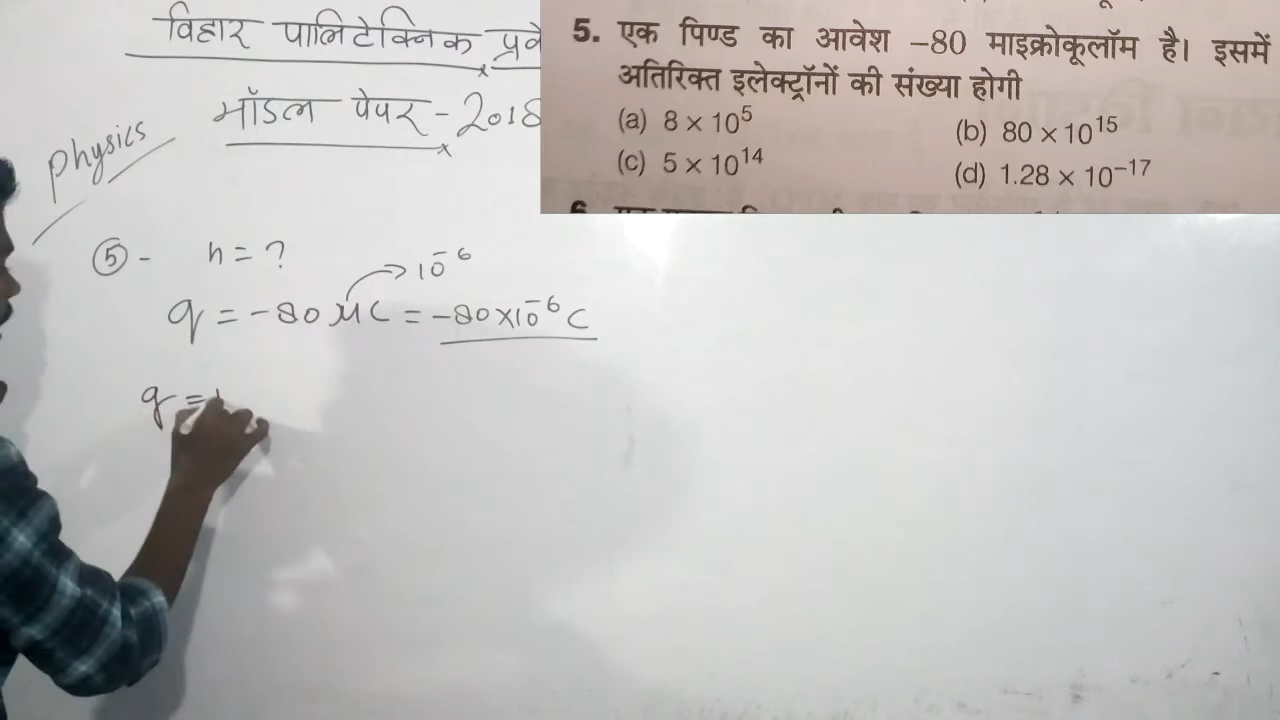 विहार पालिटेक्निक प्रवे
मॉडल पेपर - 2018
Physics
5. एक पिण्ड का आवेश –80 माइक्रोकूलॉम है। इसमें
अतिरिक्त इलेक्ट्रॉनों की संख्या होगी
(a) 8 × 10⁵ (b) 80 × 10¹⁵
(c) 5 × 10¹⁴ (d) 1.28 × 10⁻¹⁷
⑤ - n = ?
→ 10⁻⁶
q = -80 μC = -80×10⁻⁶ C
q =